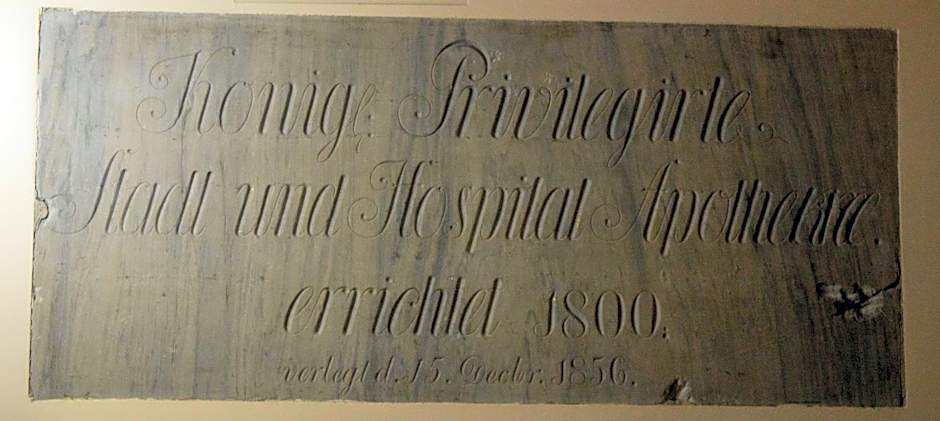 Königl: Privilegirte
Stadt und Hospital Apotheke.
errichtet 1800.
verlegt d. 15. Decbr. 1856.